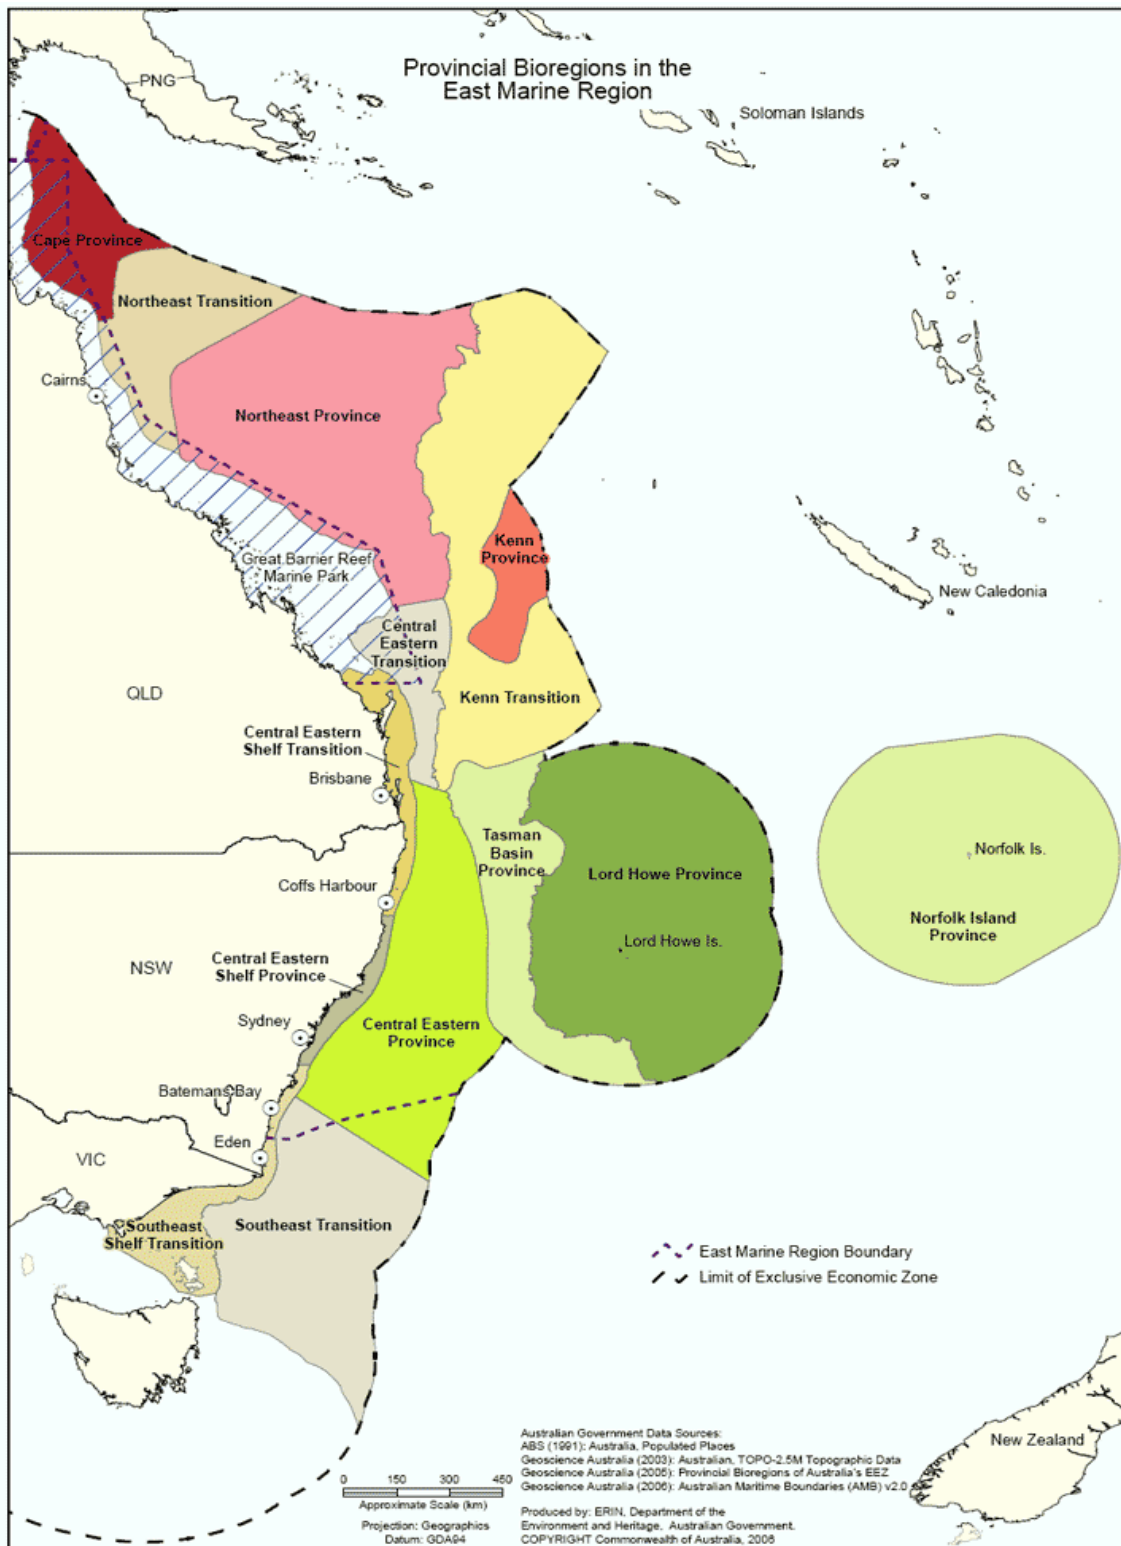 Provincial Bioregions in the
East Marine Region
PNG
Soloman Islands
Cape Province
Northeast Transition
Cairns
Northeast Province
Kenn
Province
Great Barrier Reef
Marine Park
New Caledonia
Central
Eastern
Transition
QLD
Kenn Transition
Central Eastern
Shelf Transition
Brisbane
Tasman
Basin
Province
Lord Howe Province
Norfolk Is.
Coffs Harbour
Norfolk Island
Province
Lord Howe Is.
NSW
Central Eastern
Shelf Province
Sydney
Central Eastern
Province
Batemans Bay
Eden
VIC
Southeast
Shelf Transition
Southeast Transition
East Marine Region Boundary
Limit of Exclusive Economic Zone
New Zealand
Australian Government Data Sources:
ABS (1991): Australia, Populated Places
Geoscience Australia (2003): Australian, TOPO-2.5M Topographic Data
Geoscience Australia (2006): Provincial Bioregions of Australia's EEZ
Geoscience Australia (2006): Australian Maritime Boundaries (AMB) v2.0
0 150 300 450
Approximate Scale (km)
Projection: Geographics
Datum: GDA94
Produced by: ERIN, Department of the
Environment and Heritage, Australian Government.
COPYRIGHT Commonwealth of Australia, 2006